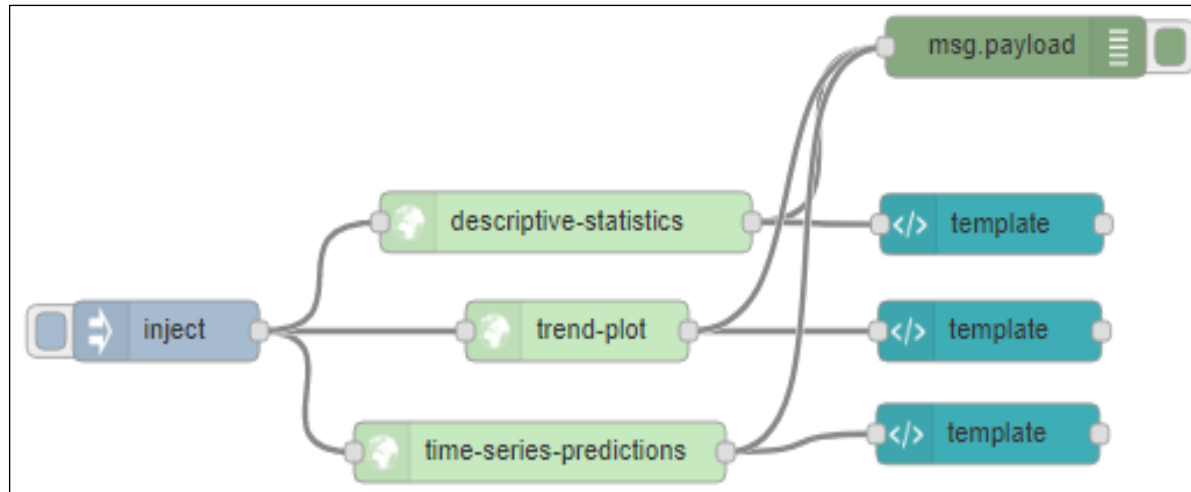 msg.payload
descriptive-statistics
</> template
inject
trend-plot
</> template
time-series-predictions
</> template